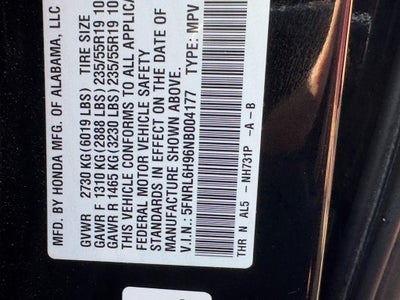 MFD. BY HONDA MFG. OF ALABAMA, LLC
TIRE SIZE
GVWR 2730 KG(6019 LBS)
GAWR F 1310 KG(2888 LBS) 235/55R19 10
GAWR R 1465 KG(3230 LBS) 235/55R19 10
THIS VEHICLE CONFORMS TO ALL
FEDERAL MOTOR VEHICLE SAFETY
STANDARDS IN EFFECT ON THE DATE OF
MANUFACTURE SHOWN ABOVE.
V.I.N.: 5FNRL6H96NB004177 TYPE: MPV
THR N AL5 - NH731P -A-B